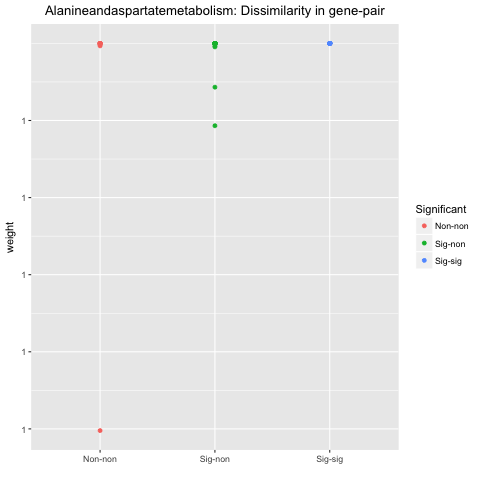 Alanineandaspartatemetabolism: Dissimilarity in gene-pair
weight
1
1
1
1
1
Non-non
Sig-non
Sig-sig
Significant
Non-non
Sig-non
Sig-sig